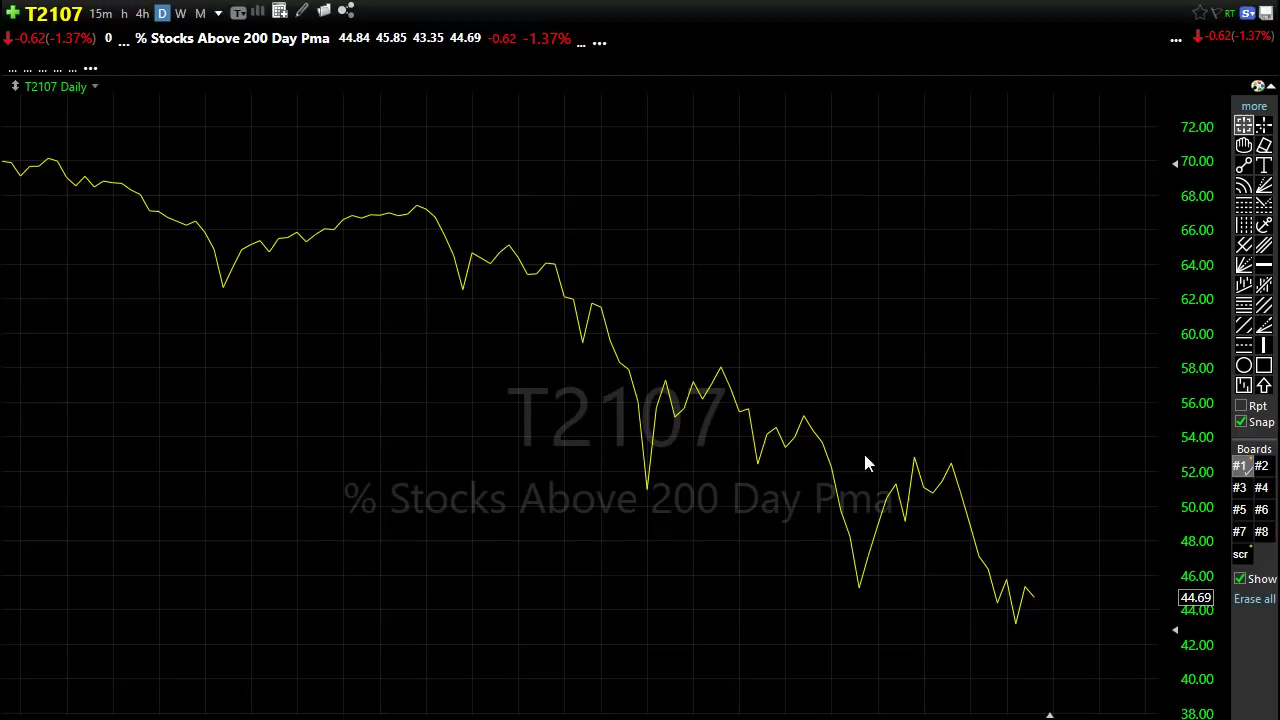 T2107 15m h 4h D W M T RT S
-0.62(-1.37%) 0 ... % Stocks Above 200 Day Pma 44.84 45.85 43.35 44.69 -0.62 -1.37% ... ... ... -0.62(-1.37%)
... ... ... ... ... ...
T2107 Daily
more
72.00
70.00
68.00
66.00
64.00
62.00
60.00
58.00
56.00
54.00
52.00
50.00
48.00
46.00
44.69
44.00
42.00
40.00
38.00
T2107
% Stocks Above 200 Day Pma
T
Rpt
Snap
Boards
#1 #2
#3 #4
#5 #6
#7 #8
scr
Show
Erase all